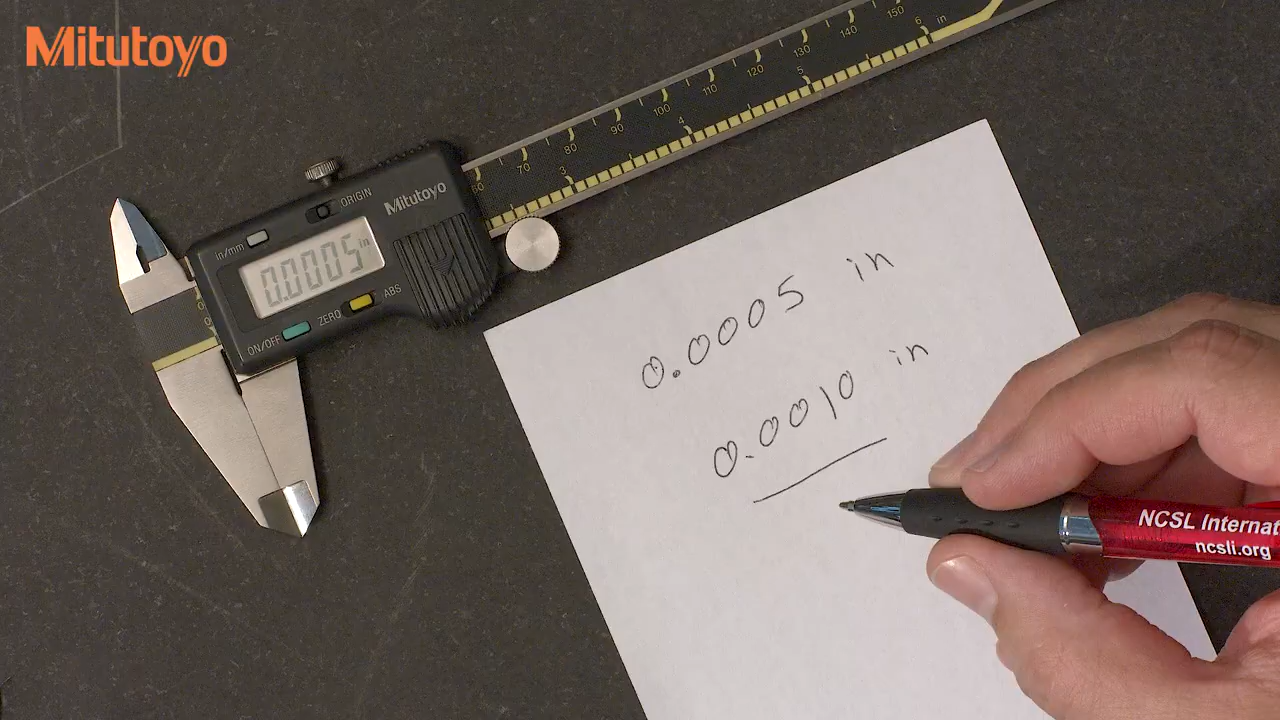 Mitutoyo
60 70 80 90 100 110 120 130 140 150
3 4 5 6 in
ORIGIN
Mitutoyo
in/mm
0.0005 in
ZERO ABS
ON/OFF
0.0005 in
0.0010 in
NCSL Internat
ncsli.org